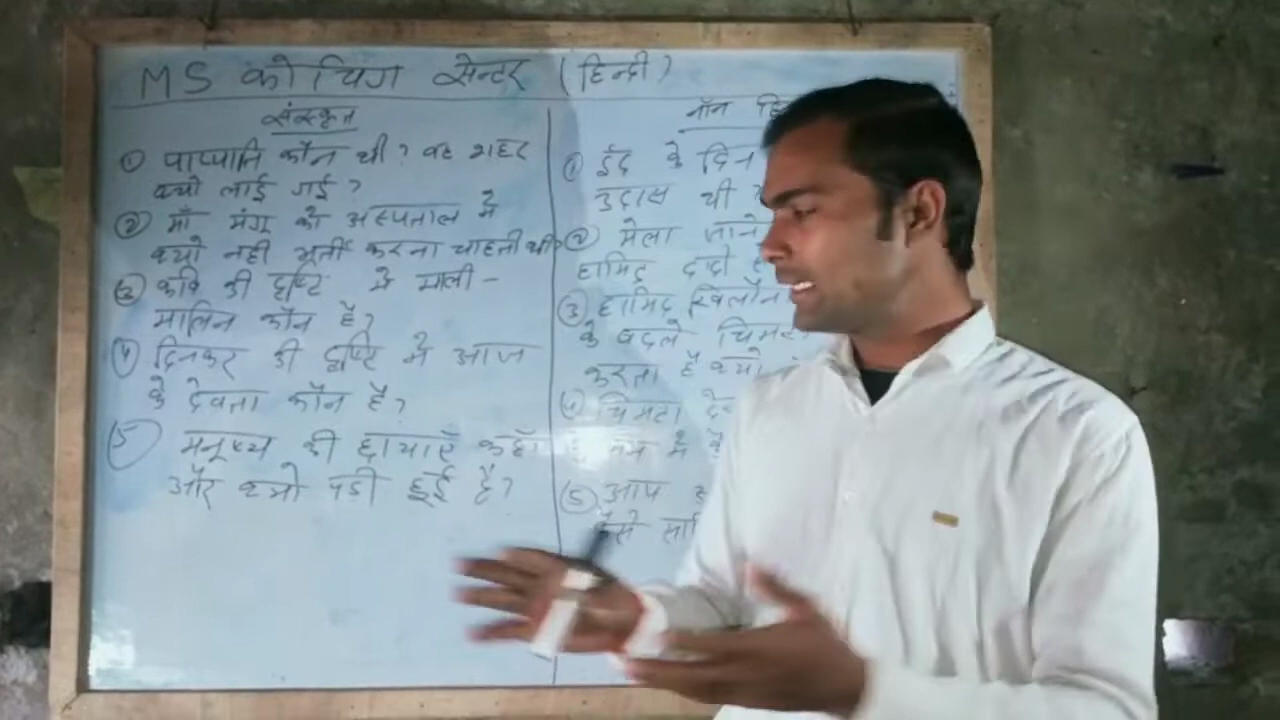 MS कोचिग सेन्टर (हिन्दी)
संस्कृत
① पाप्पाति कौन थी? वह शहर
क्यो लाई गई?
② माँ मंगु को अस्पताल मे
क्यो नही भर्ती करना चाहती थी?
③ कवि की दृष्टि मे माली -
मालिन कौन है?
④ दिनकर की दृष्टि मे आज
के देवता कौन है?
⑤ मनुष्य की छायाएँ कहाँ
और क्यो पडी हुई है?
नॉन
① ईद के दिन
उदास थी
② मेला जाने
हामिद दादी
③ हामिद खिलौन
के बदले
करता है क्यो
④ चिमटा
मे
⑤ आप
कैसे